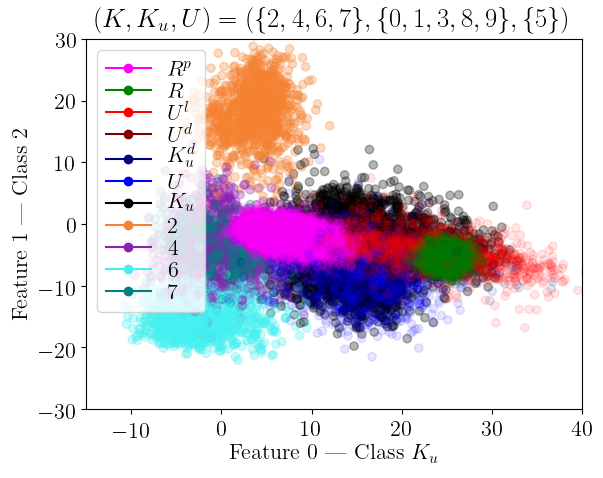 (K, K_u, U) = ({2, 4, 6, 7}, {0, 1, 3, 8, 9}, {5})
30
20
10
0
−10
−20
−30
Feature 1 — Class 2
R^p
R
U^l
U^d
K_u^d
U
K_u
2
4
6
7
−10 0 10 20 30 40
Feature 0 — Class K_u